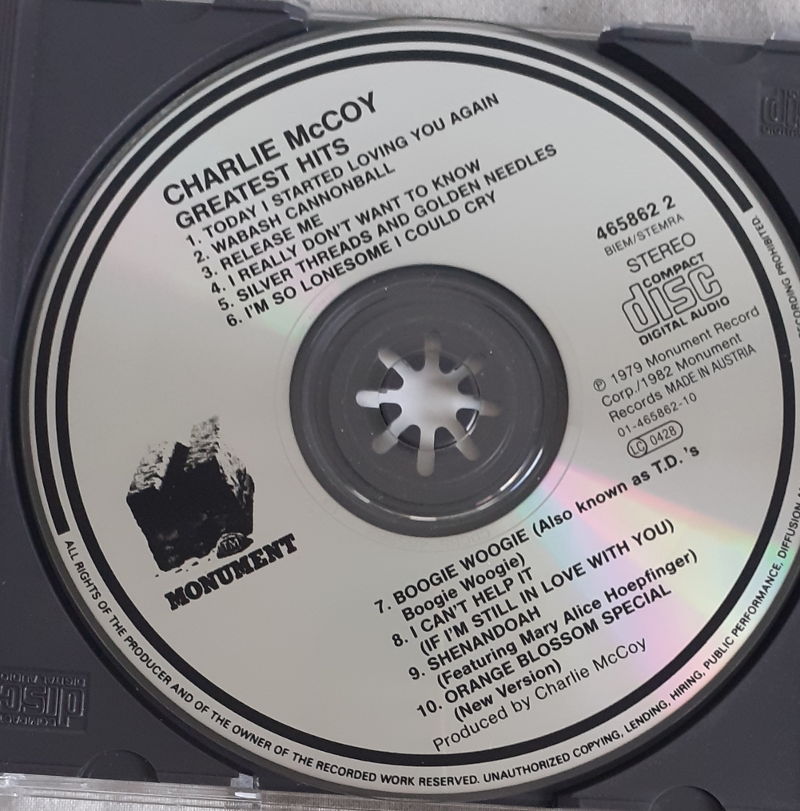 CHARLIE McCOY
GREATEST HITS
1. TODAY I STARTED LOVING YOU AGAIN
2. WABASH CANNONBALL
3. RELEASE ME
4. I REALLY DON'T WANT TO KNOW
5. SILVER THREADS AND GOLDEN NEEDLES
6. I'M SO LONESOME I COULD CRY
465862 2
BIEM/STEMRA
STEREO
COMPACT
disc
DIGITAL AUDIO
℗ 1979 Monument Record
Corp./1982 Monument
Records MADE IN AUSTRIA
01-465862-10
LC 0428
MONUMENT
7. BOOGIE WOOGIE (Also known as T.D. 's
Boogie Woogie)
8. I CAN'T HELP IT
(IF I'M STILL IN LOVE WITH YOU)
9. SHENANDOAH
(Featuring Mary Alice Hoepfinger)
10. ORANGE BLOSSOM SPECIAL
(New Version)
Produced by Charlie McCoy
ALL RIGHTS OF THE PRODUCER AND OF THE OWNER OF THE RECORDED WORK RESERVED. UNAUTHORIZED COPYING, LENDING, HIRING, PUBLIC PERFORMANCE, DIFFUSION
RECORDING PROHIBITED.
disc
COMPACT
disc
DIGITAL AUDIO